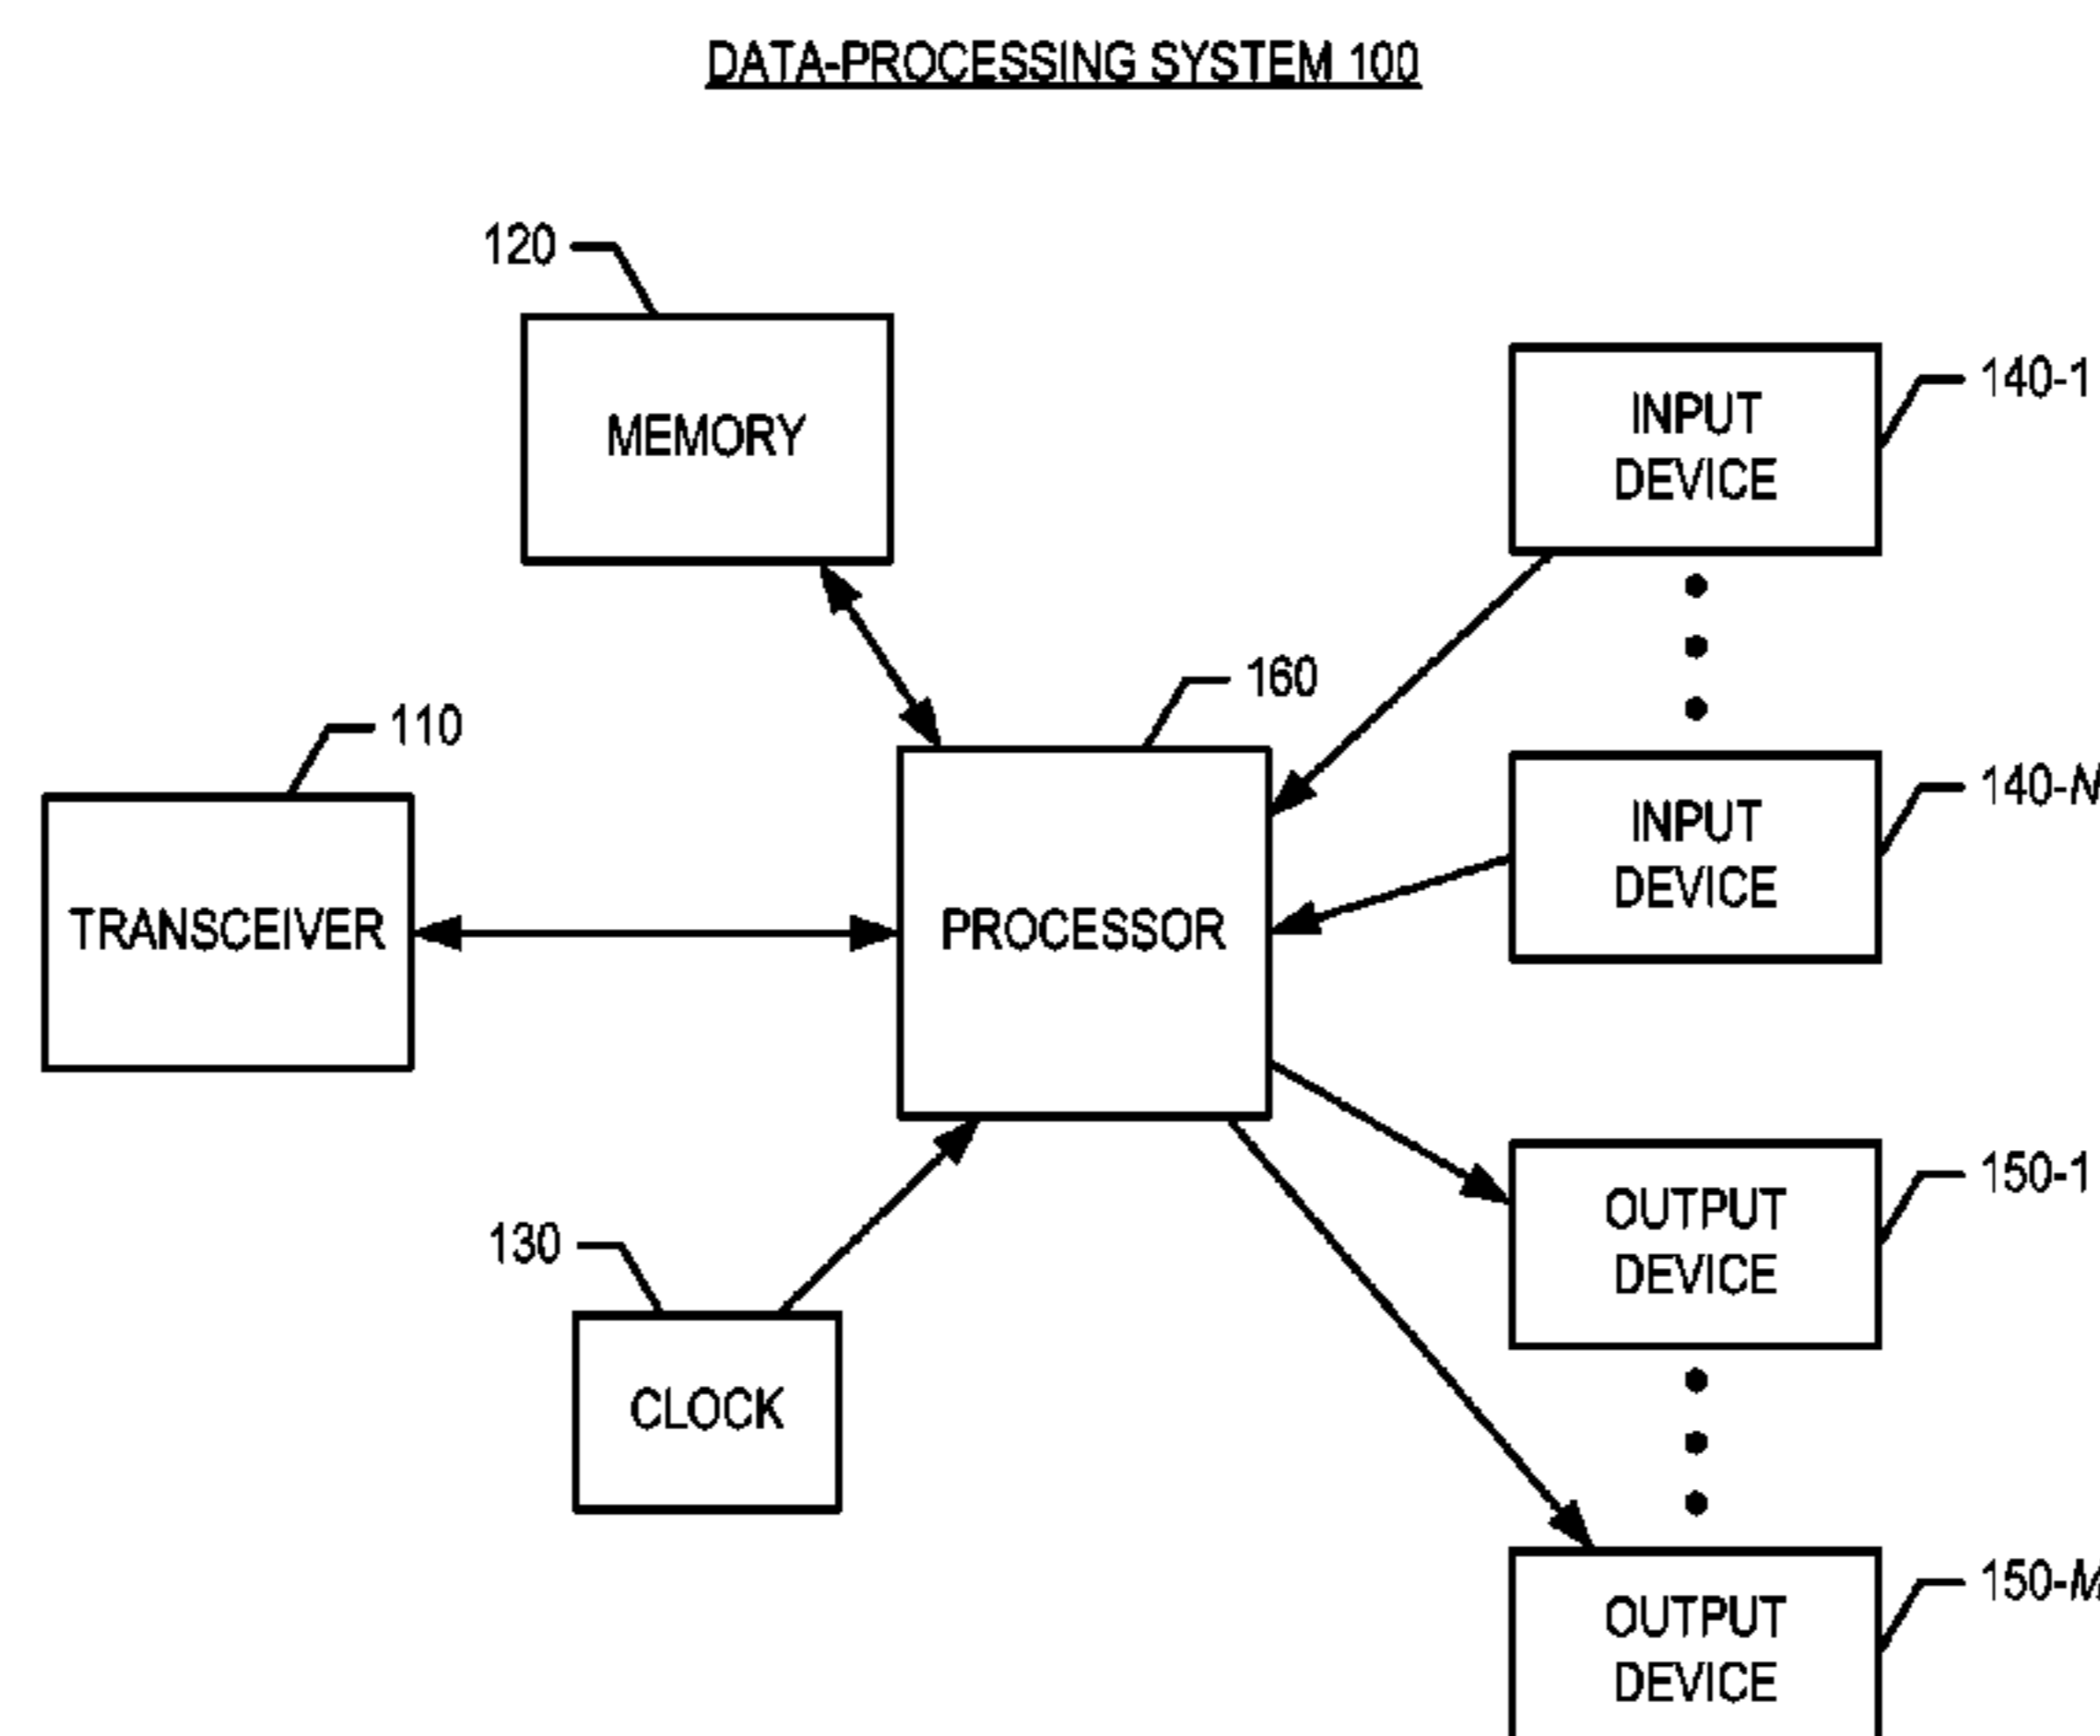 DATA-PROCESSING SYSTEM 100
120
MEMORY
INPUT
DEVICE
140-1
160
110
TRANSCEIVER
PROCESSOR
INPUT
DEVICE
140-
130
CLOCK
OUTPUT
DEVICE
150-1
OUTPUT
DEVICE
150-